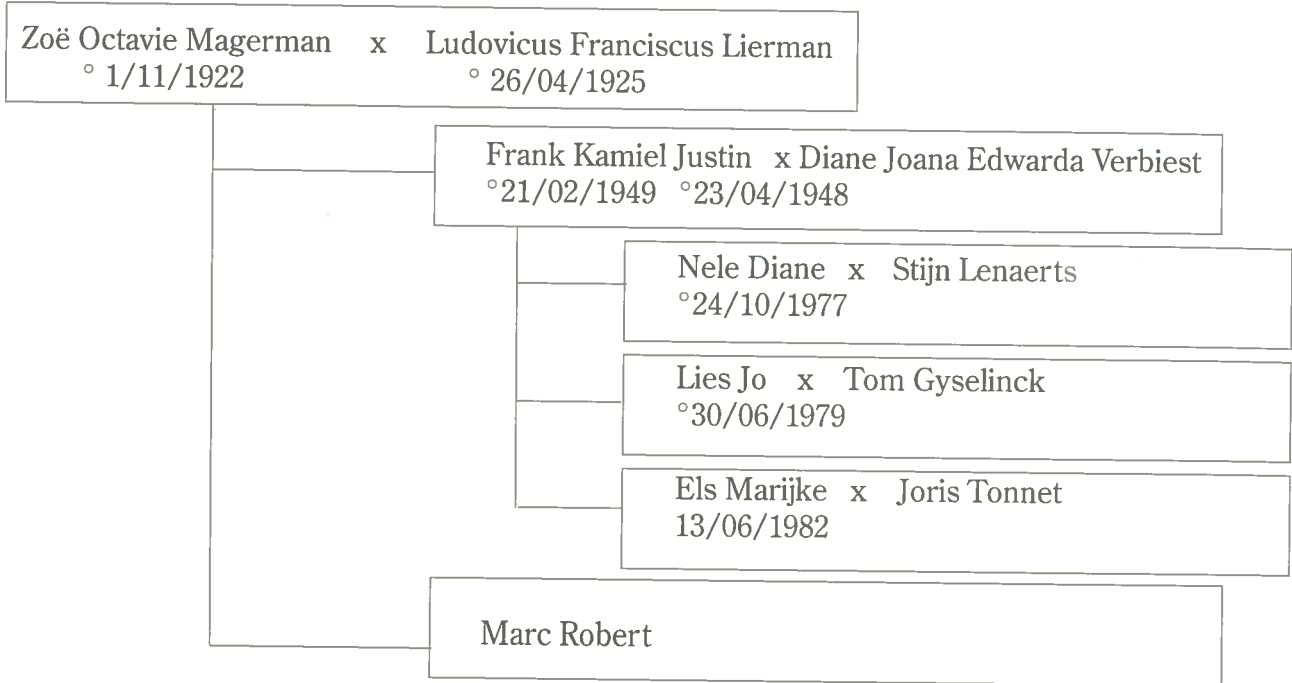 Zoë Octavie Magerman x Ludovicus Franciscus Lierman
° 1/11/1922 ° 26/04/1925
Frank Kamiel Justin x Diane Joana Edwarda Verbiest
°21/02/1949 °23/04/1948
Nele Diane x Stijn Lenaerts
°24/10/1977
Lies Jo x Tom Gyselinck
°30/06/1979
Els Marijke x Joris Tonnet
13/06/1982
Marc Robert